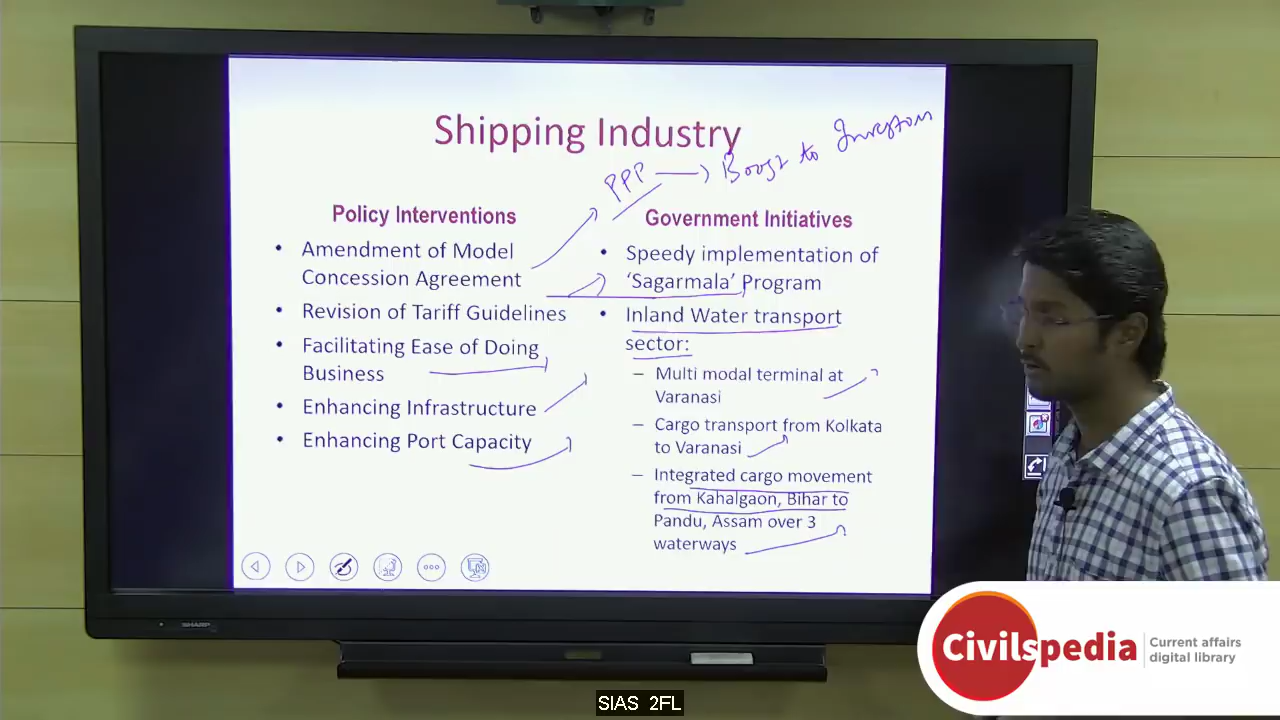 Shipping Industry
PPP → Boost to Investors
Policy Interventions
• Amendment of Model
Concession Agreement
• Revision of Tariff Guidelines
• Facilitating Ease of Doing
Business
• Enhancing Infrastructure
• Enhancing Port Capacity
Government Initiatives
• Speedy implementation of
‘Sagarmala’ Program
• Inland Water transport
sector:
– Multi modal terminal at
Varanasi
– Cargo transport from Kolkata
to Varanasi
– Integrated cargo movement
from Kahalgaon, Bihar to
Pandu, Assam over 3
waterways
SHARP
Civilspedia
Current affairs
digital library
SIAS 2FL